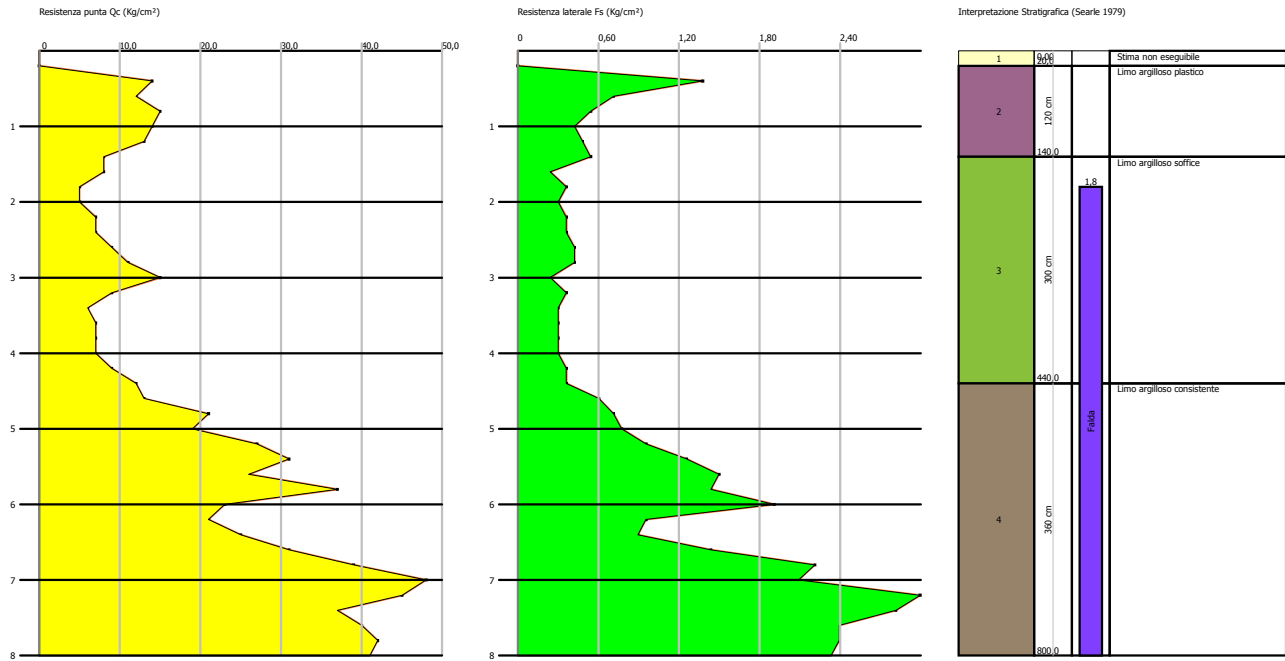 Resistenza punta Qc (Kg/cm²)
0 10,0 20,0 30,0 40,0 50,0
1
2
3
4
5
6
7
8
Resistenza laterale Fs (Kg/cm²)
0 0,60 1,20 1,80 2,40
1
2
3
4
5
6
7
8
Interpretazione Stratigrafica (Searle 1979)
1 0,00 Stima non eseguibile
20,0
Limo argilloso plastico
2
120 cm
140,0
Limo argilloso soffice
1,8
3
300 cm
440,0
Limo argilloso consistente
Falda
4
360 cm
800,0